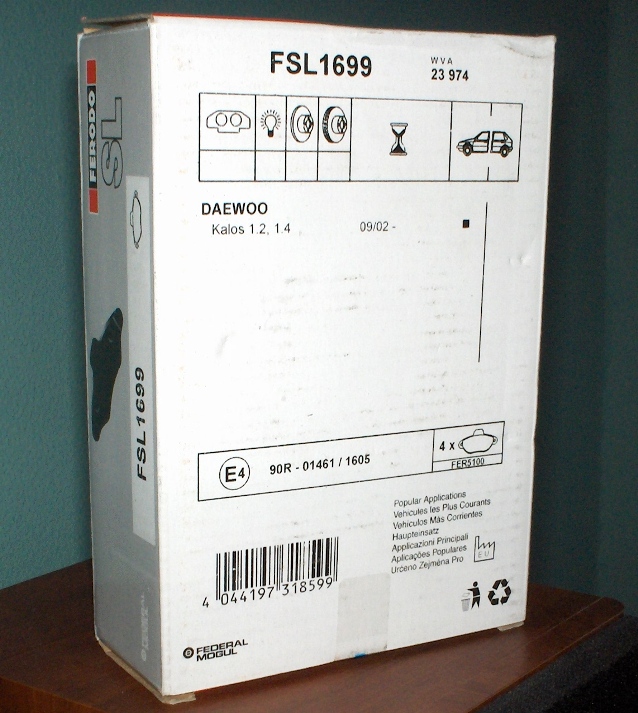 FSL1699
WVA
23 974
FERODO
SL
DAEWOO
Kalos 1.2, 1.4 09/02 -
FSL1699
E4 90R - 01461 / 1605
4 x
FER5100
Popular Applications
Vehicules les Plus Courants
Vehiculos Más Corrientes
Haupteinsatz
Applicazioni Principali
Aplicações Populares
Urceno Zejména Pro
E.U.
4 044197 318599
FEDERAL
MOGUL
FEDERAL
MOGUL